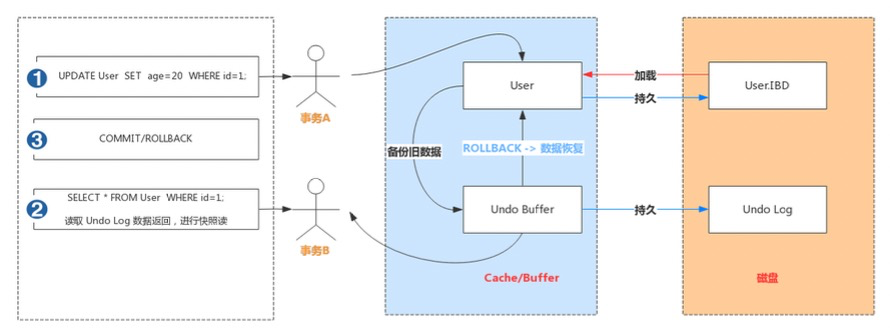 1
UPDATE User SET age=20 WHERE id=1;
事务A
3
COMMIT/ROLLBACK
2
SELECT * FROM User WHERE id=1;
读取 Undo Log 数据返回，进行快照读
事务B
User
加载
持久
User.IBD
备份旧数据
ROLLBACK -> 数据恢复
Undo Buffer
持久
Undo Log
Cache/Buffer
磁盘